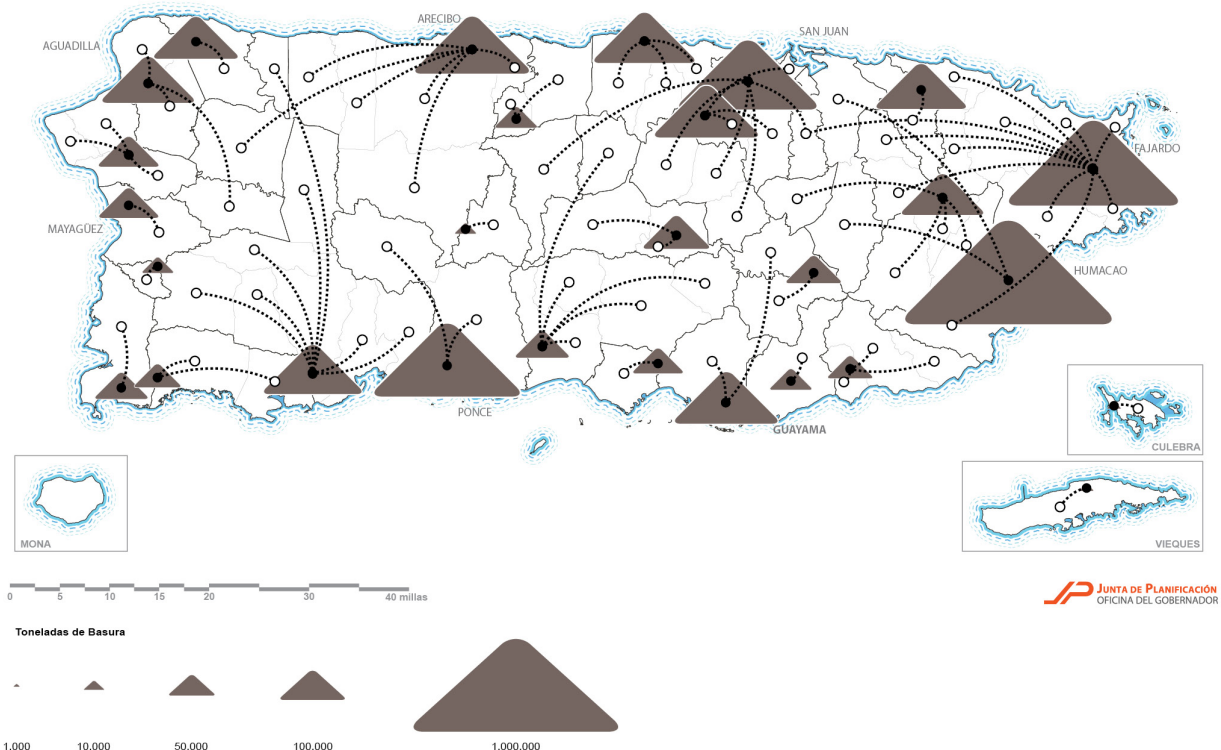 ARECIBO
SAN JUAN
AGUADILLA
FAJARDO
MAYAGÜEZ
HUMACAO
PONCE
GUAYAMA
CULEBRA
MONA
VIEQUES
0 5 10 15 20 30 40 millas
JUNTA DE PLANIFICACIÓN
OFICINA DEL GOBERNADOR
Toneladas de Basura
1.000 10.000 50.000 100.000 1.000.000